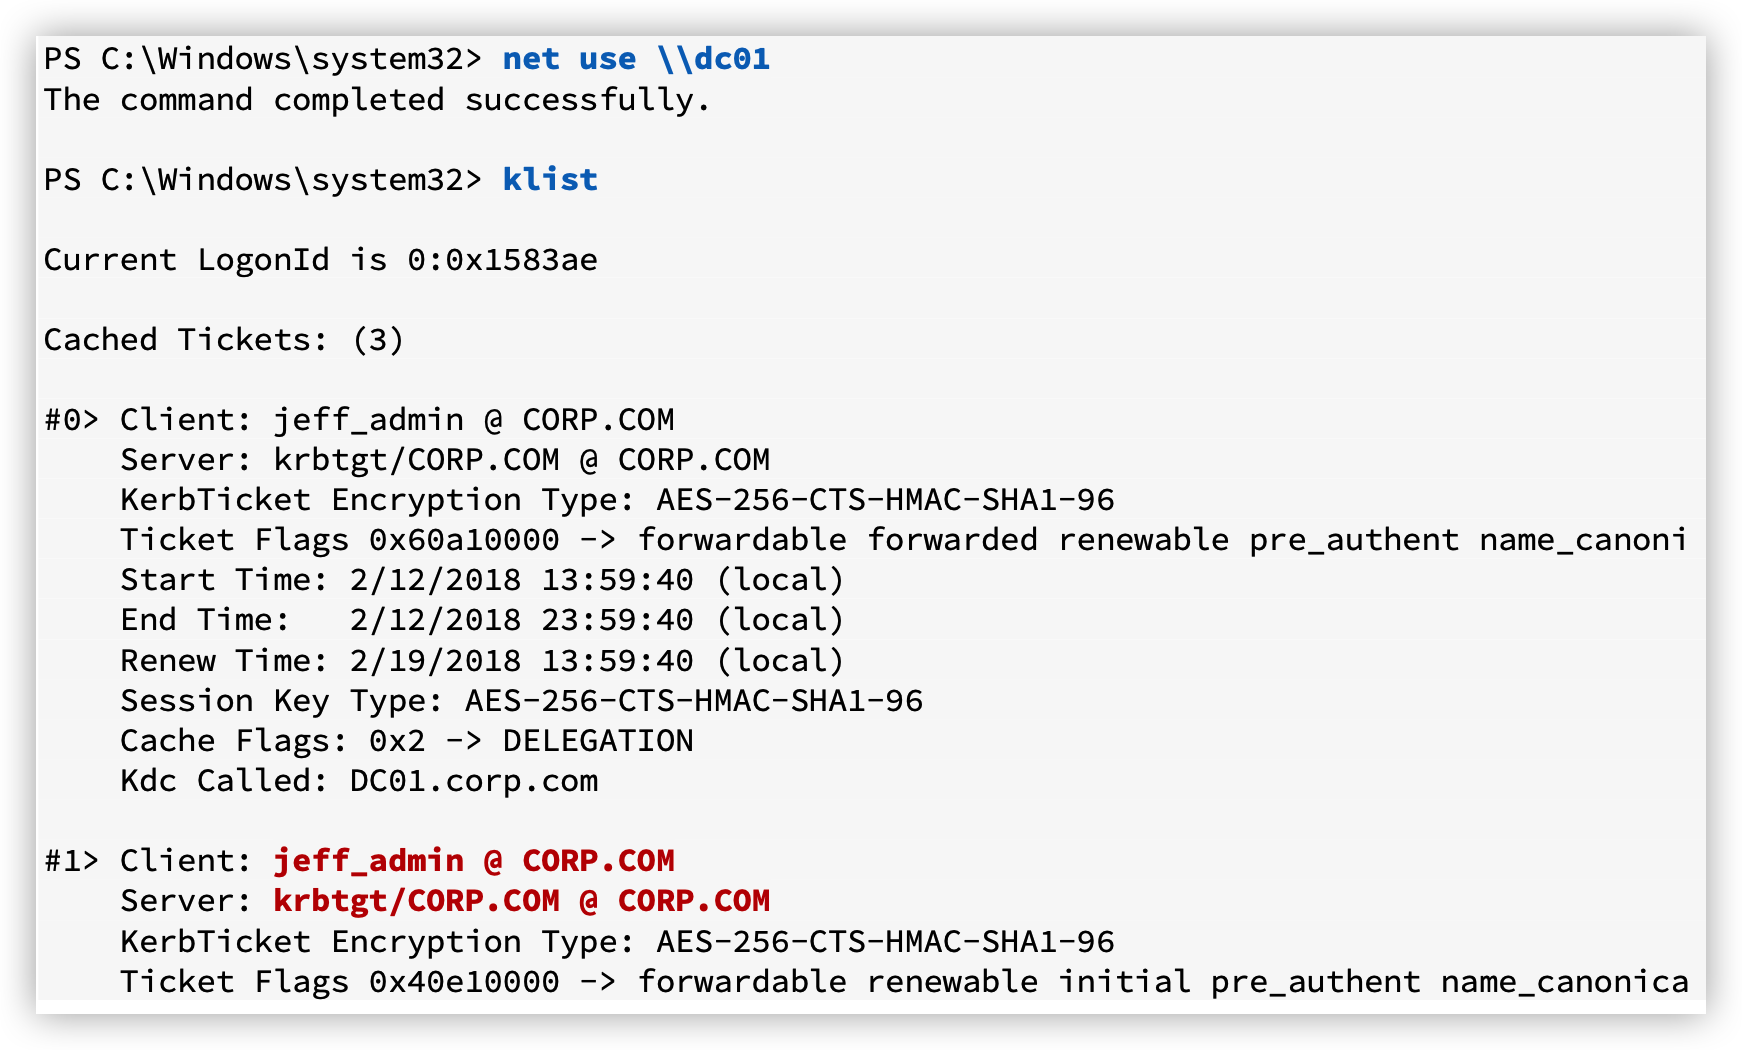 PS C:\Windows\system32> net use \\dc01
The command completed successfully.
PS C:\Windows\system32> klist
Current LogonId is 0:0x1583ae
Cached Tickets: (3)
#0> Client: jeff_admin @ CORP.COM
Server: krbtgt/CORP.COM @ CORP.COM
KerbTicket Encryption Type: AES-256-CTS-HMAC-SHA1-96
Ticket Flags 0x60a10000 -> forwardable forwarded renewable pre_authent name_canoni
Start Time: 2/12/2018 13:59:40 (local)
End Time:   2/12/2018 23:59:40 (local)
Renew Time: 2/19/2018 13:59:40 (local)
Session Key Type: AES-256-CTS-HMAC-SHA1-96
Cache Flags: 0x2 -> DELEGATION
Kdc Called: DC01.corp.com
#1> Client: jeff_admin @ CORP.COM
Server: krbtgt/CORP.COM @ CORP.COM
KerbTicket Encryption Type: AES-256-CTS-HMAC-SHA1-96
Ticket Flags 0x40e10000 -> forwardable renewable initial pre_authent name_canonica